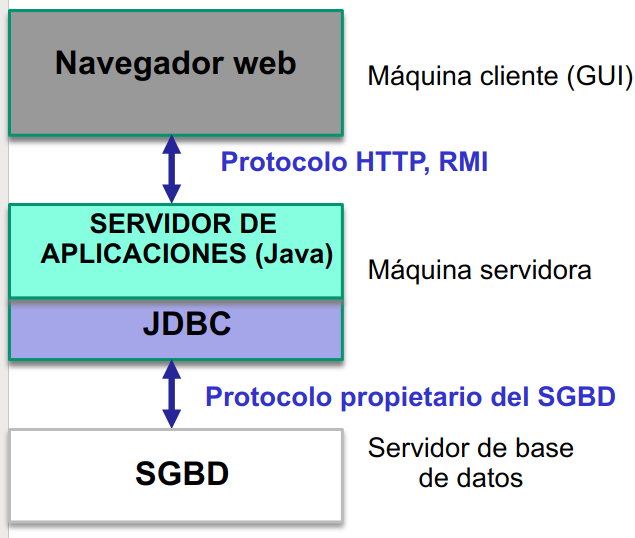 Navegador web
Máquina cliente (GUI)
Protocolo HTTP, RMI
SERVIDOR DE
APLICACIONES (Java)
Máquina servidora
JDBC
Protocolo propietario del SGBD
SGBD
Servidor de base
de datos